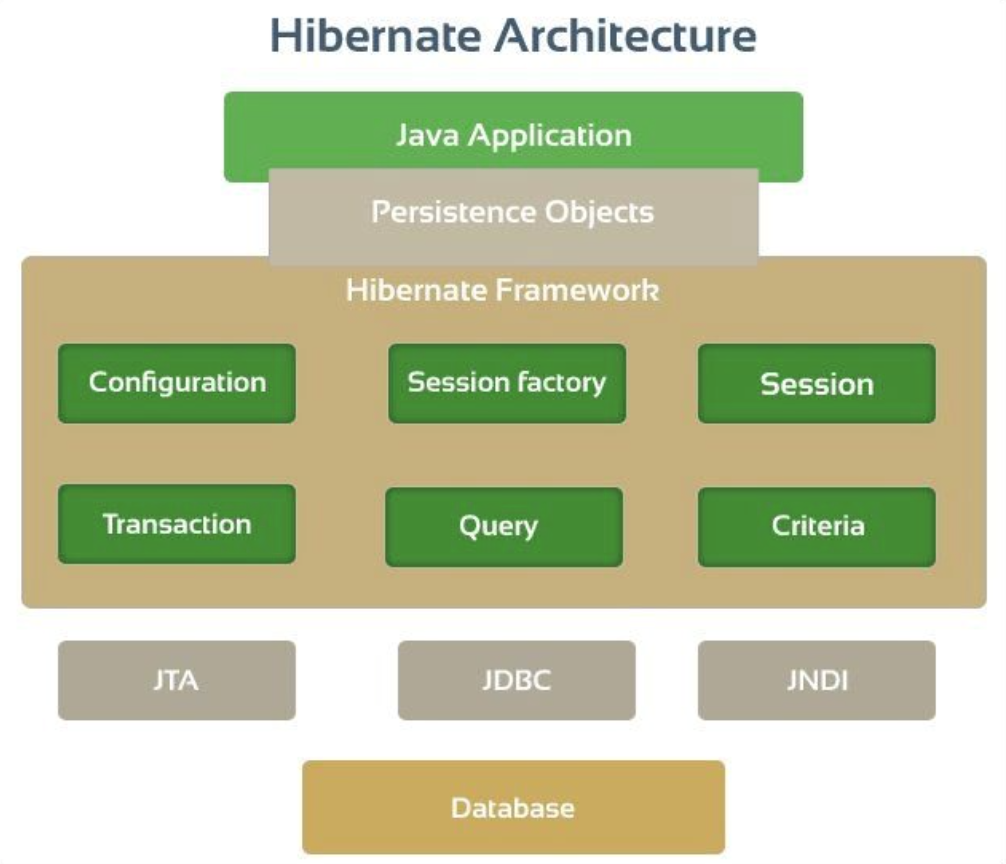 Hibernate Architecture
Java Application
Persistence Objects
Hibernate Framework
Configuration
Session factory
Session
Transaction
Query
Criteria
JTA
JDBC
JNDI
Database